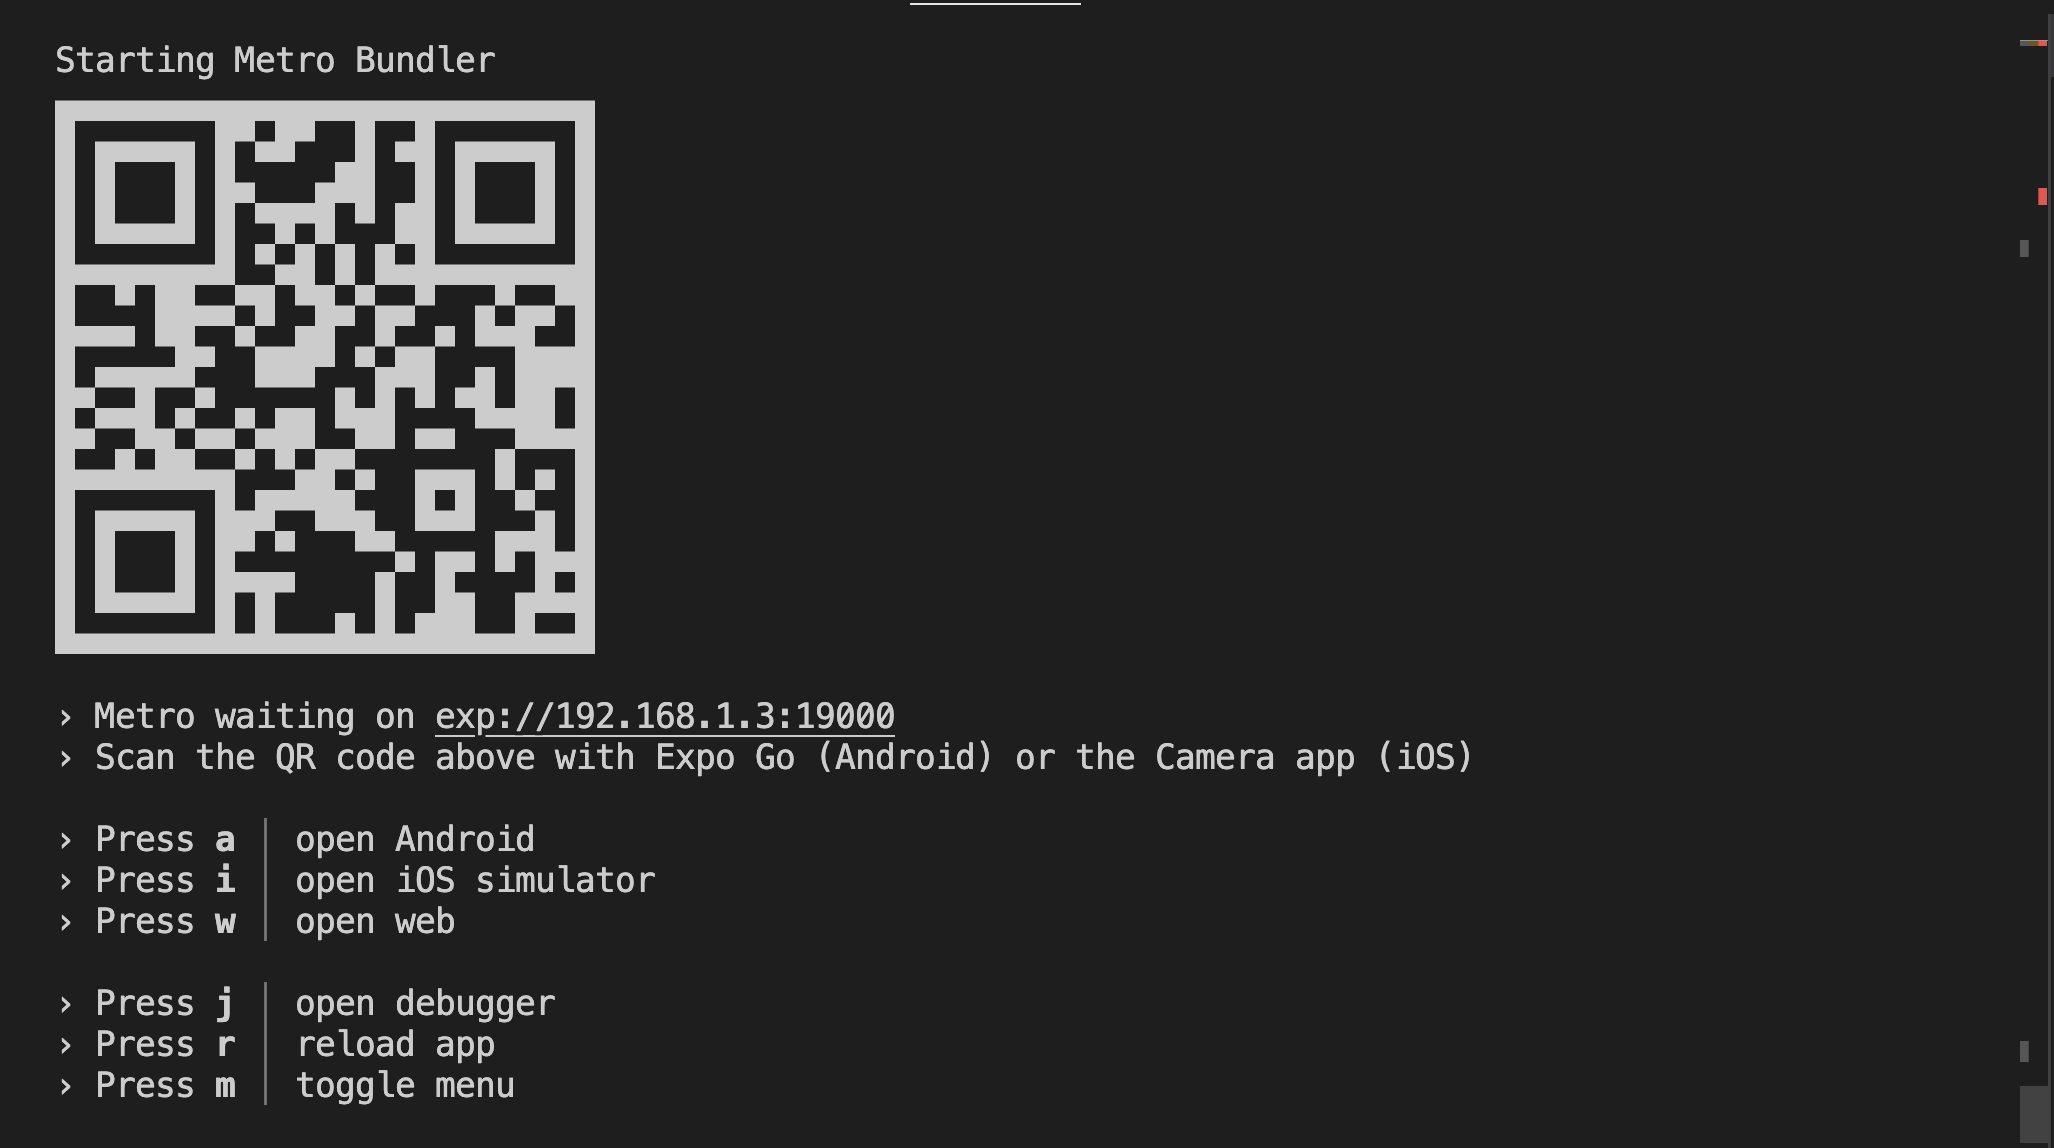 Starting Metro Bundler
› Metro waiting on exp://192.168.1.3:19000
› Scan the QR code above with Expo Go (Android) or the Camera app (iOS)
› Press a │ open Android
› Press i │ open iOS simulator
› Press w │ open web
› Press j │ open debugger
› Press r │ reload app
› Press m │ toggle menu